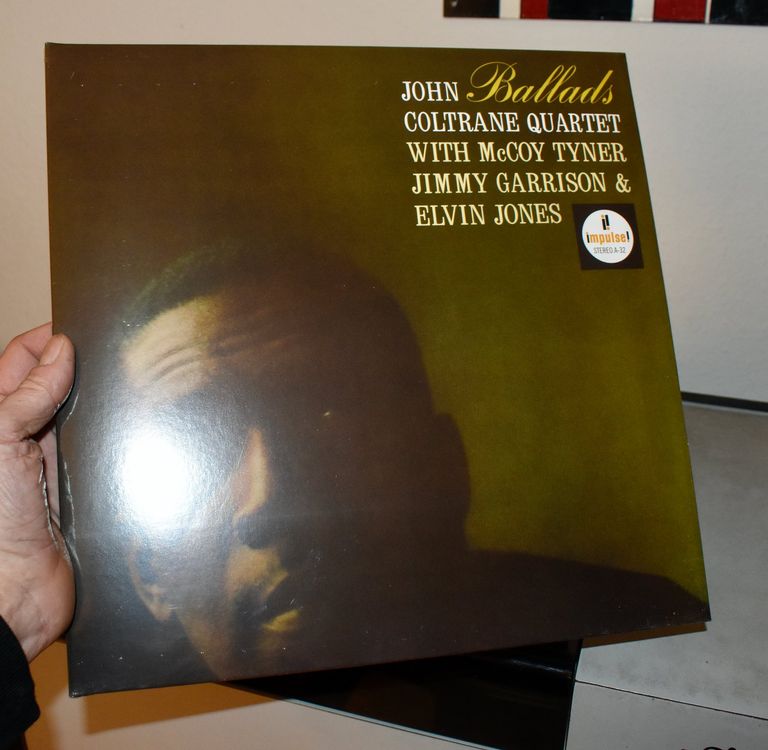 JOHN Ballads
COLTRANE QUARTET
WITH McCOY TYNER
JIMMY GARRISON &
ELVIN JONES
i!
impulse!
STEREO A-32